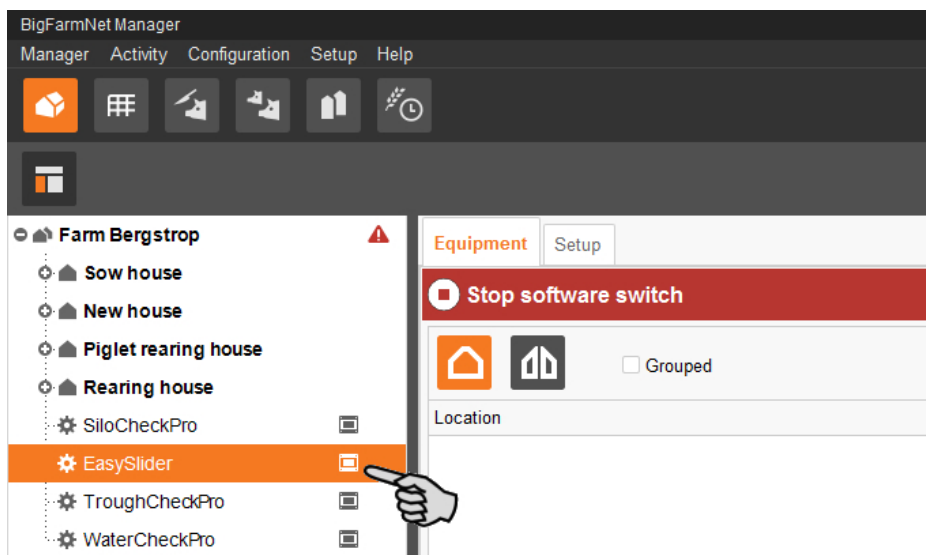 BigFarmNet Manager
Manager Activity Configuration Setup Help
Farm Bergstrop
Sow house
New house
Piglet rearing house
Rearing house
SiloCheckPro
EasySlider
TroughCheckPro
WaterCheckPro
Equipment Setup
Stop software switch
Grouped
Location